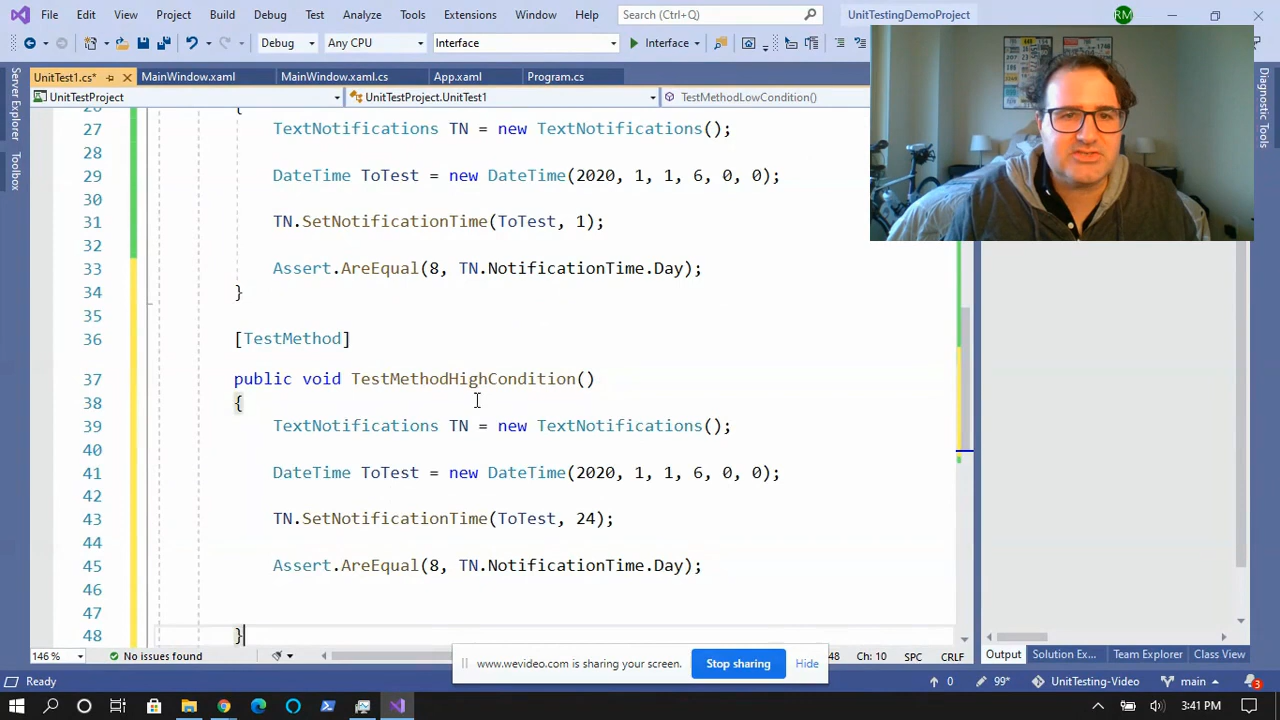 File Edit View Project Build Debug Test Analyze Tools Extensions Window Help Search (Ctrl+Q) UnitTestingDemoProject RM
Debug Any CPU Interface Interface
UnitTest1.cs* MainWindow.xaml MainWindow.xaml.cs App.xaml Program.cs
UnitTestProject UnitTestProject.UnitTest1 TestMethodLowCondition()
Server Explorer
Toolbox
Diagnostic Tools
26 {
27 TextNotifications TN = new TextNotifications();
28
29 DateTime ToTest = new DateTime(2020, 1, 1, 6, 0, 0);
30
31 TN.SetNotificationTime(ToTest, 1);
32
33 Assert.AreEqual(8, TN.NotificationTime.Day);
34 }
35
36 [TestMethod]
37 public void TestMethodHighCondition()
38 {
39 TextNotifications TN = new TextNotifications();
40
41 DateTime ToTest = new DateTime(2020, 1, 1, 6, 0, 0);
42
43 TN.SetNotificationTime(ToTest, 24);
44
45 Assert.AreEqual(8, TN.NotificationTime.Day);
46
47
48 }
146 % No issues found 48 Ch: 10 SPC CRLF
Output Solution Ex... Team Explorer Class View
www.wevideo.com is sharing your screen. Stop sharing Hide
Ready 0 99* UnitTesting-Video main 3
3:41 PM